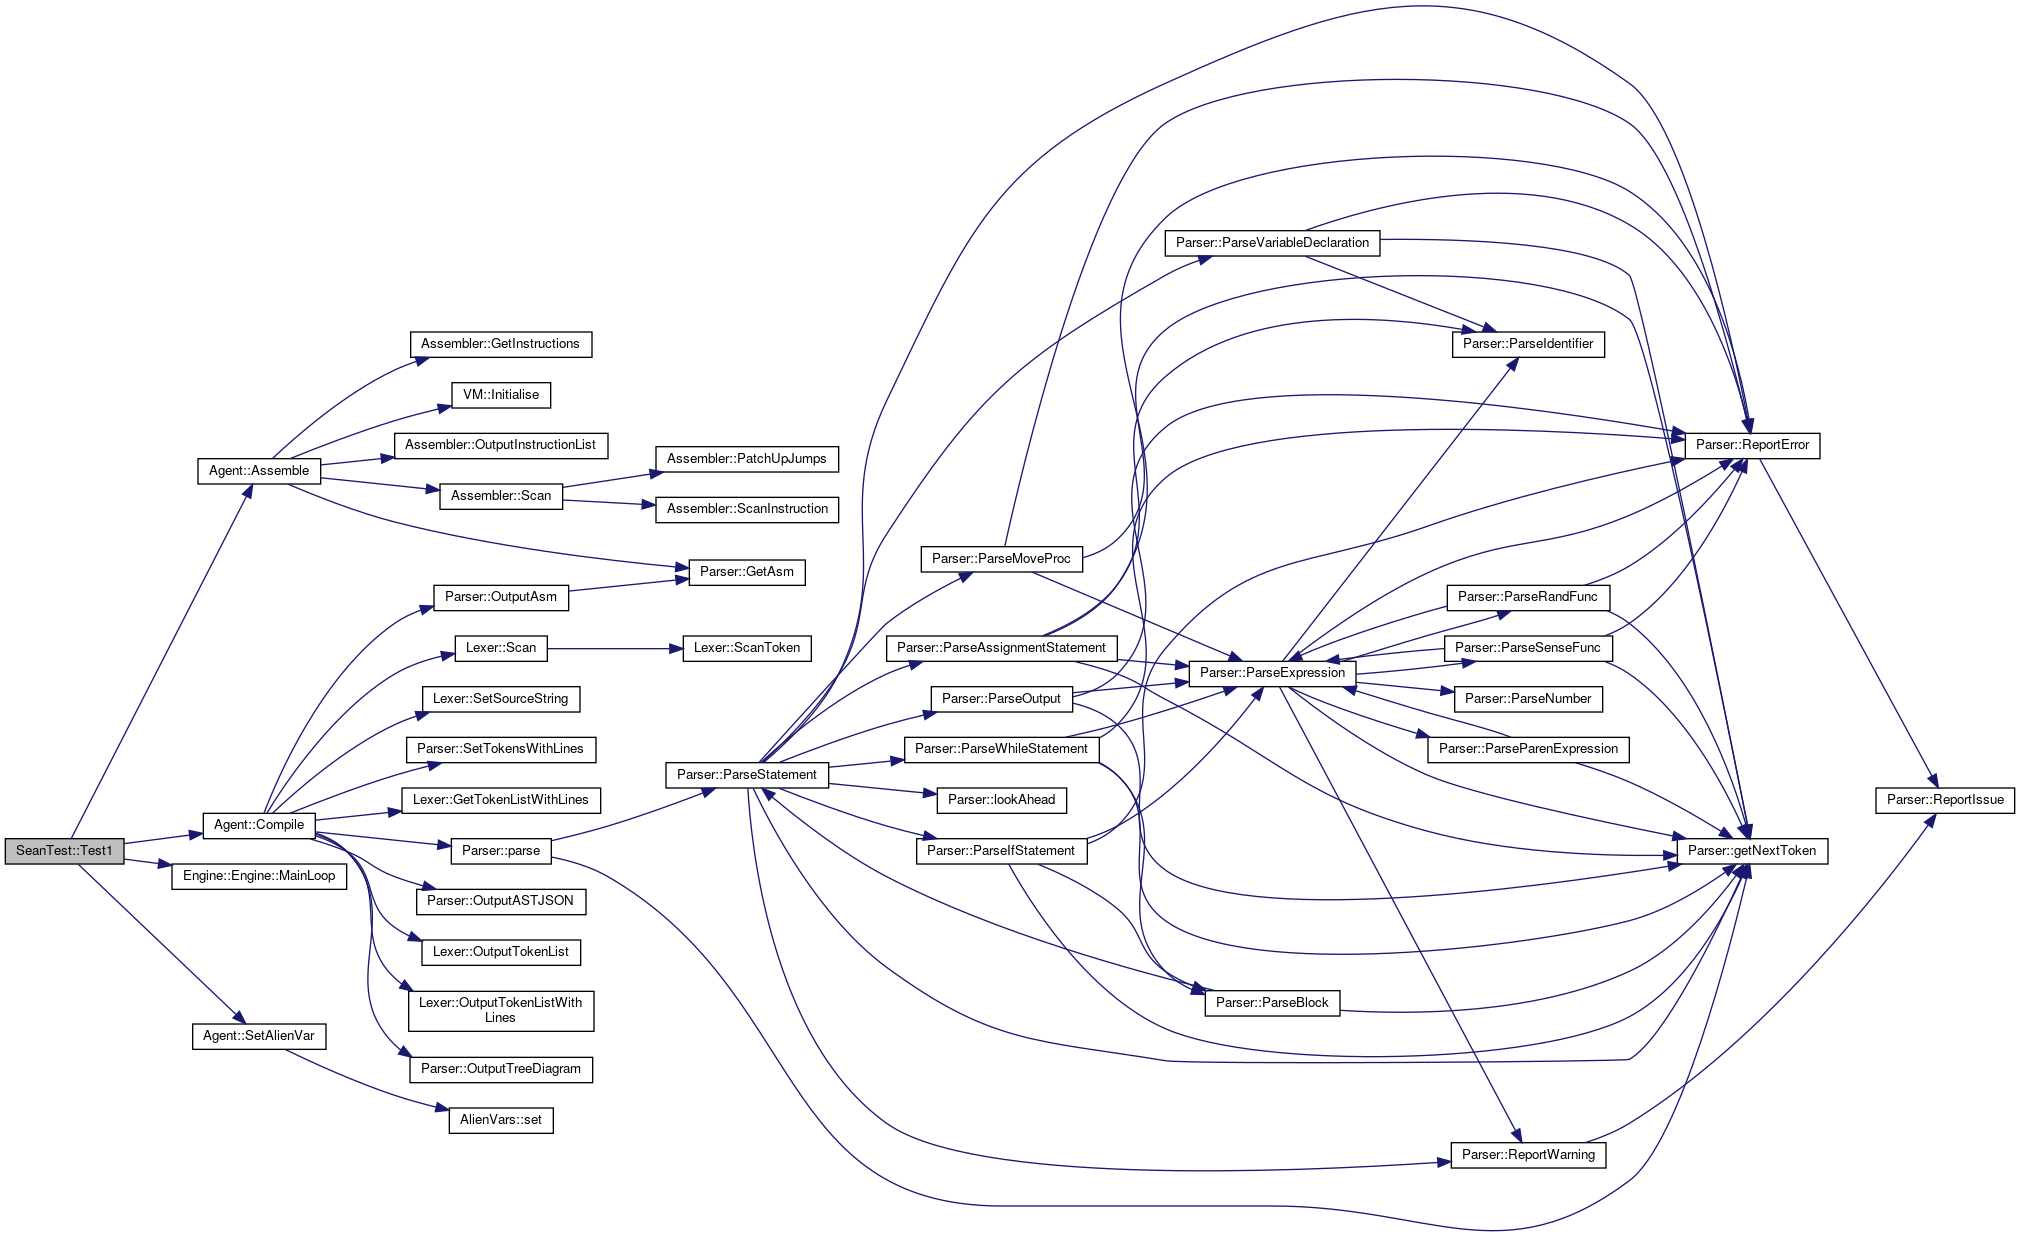 SeanTest::Test1
Agent::Assemble
Agent::Compile
Engine::Engine::MainLoop
Agent::SetAlienVar
Assembler::GetInstructions
VM::Initialise
Assembler::OutputInstructionList
Assembler::Scan
Parser::OutputAsm
Lexer::Scan
Lexer::SetSourceString
Parser::SetTokensWithLines
Lexer::GetTokenListWithLines
Parser::parse
Parser::OutputASTJSON
Lexer::OutputTokenList
Lexer::OutputTokenListWith
Lines
Parser::OutputTreeDiagram
AlienVars::set
Assembler::PatchUpJumps
Assembler::ScanInstruction
Parser::GetAsm
Lexer::ScanToken
Parser::ParseStatement
Parser::ParseMoveProc
Parser::ParseAssignmentStatement
Parser::ParseOutput
Parser::ParseWhileStatement
Parser::lookAhead
Parser::ParseIfStatement
Parser::ParseVariableDeclaration
Parser::ParseExpression
Parser::ParseBlock
Parser::ParseIdentifier
Parser::ParseRandFunc
Parser::ParseSenseFunc
Parser::ParseNumber
Parser::ParseParenExpression
Parser::ReportWarning
Parser::ReportError
Parser::getNextToken
Parser::ReportIssue